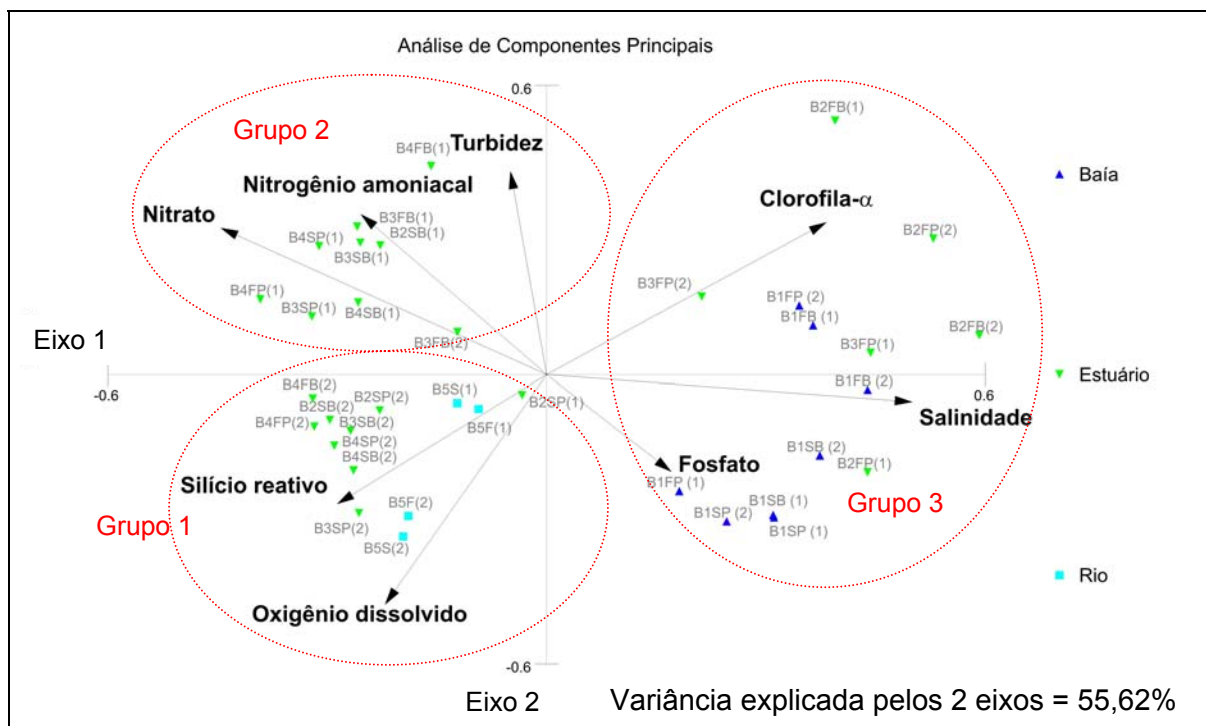 Análise de Componentes Principais
0.6
B2FB(1)
Grupo 2
Turbidez
B4FB(1)
Baía
Nitrogênio amoniacal
Clorofila-α
Nitrato
B3FB(1)
B4SP(1)
B2SB(1)
B2FP(2)
B3SB(1)
B3FP(2)
B1FP (2)
B4FP(1)
B3SP(1)
B4SB(1)
B1FB (1)
B2FB(2)
B3FB(2)
B3FP(1)
Eixo 1
-0.6
0.6
B4FB(2)
B2SP(2)
B5S(1)
B1FB (2)
Estuário
B2SB(2)
B2SP(1)
Salinidade
B4FP(2)
B3SB(2)
B5F(1)
B4SP(2)
B1SB (2)
B4SB(2)
Fosfato
B2FP(1)
Silício reativo
B1FP (1)
B5F(2)
B1SB (1)
Grupo 3
Grupo 1
B3SP(2)
B1SP (2)
B1SP (1)
B5S(2)
Rio
Oxigênio dissolvido
-0.6
Eixo 2
Variância explicada pelos 2 eixos = 55,62%